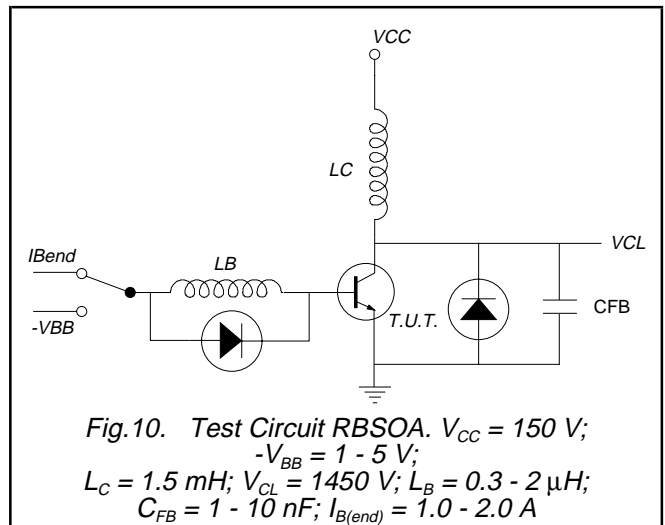 VCC
LC
IBend
LB
VCL
-VBB
T.U.T.
CFB
Fig.10. Test Circuit RBSOA. VCC = 150 V;
-VBB = 1 - 5 V;
LC = 1.5 mH; VCL = 1450 V; LB = 0.3 - 2 μH;
CFB = 1 - 10 nF; IB(end) = 1.0 - 2.0 A